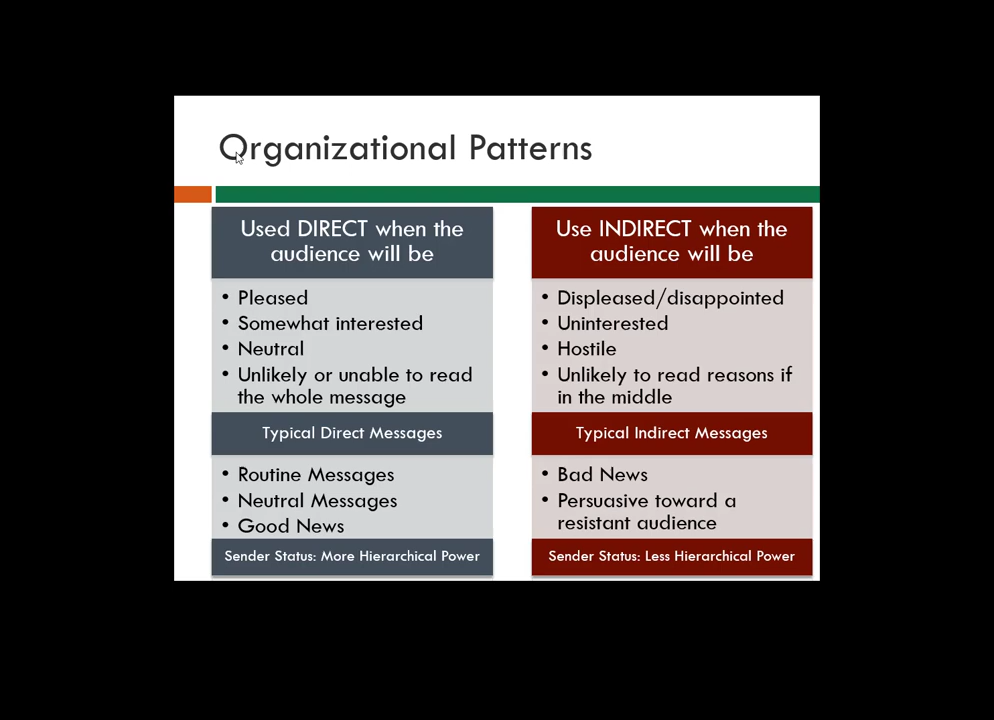 Organizational Patterns
Used DIRECT when the
audience will be
• Pleased
• Somewhat interested
• Neutral
• Unlikely or unable to read
the whole message
Typical Direct Messages
• Routine Messages
• Neutral Messages
• Good News
Sender Status: More Hierarchical Power
Use INDIRECT when the
audience will be
• Displeased/disappointed
• Uninterested
• Hostile
• Unlikely to read reasons if
in the middle
Typical Indirect Messages
• Bad News
• Persuasive toward a
resistant audience
Sender Status: Less Hierarchical Power